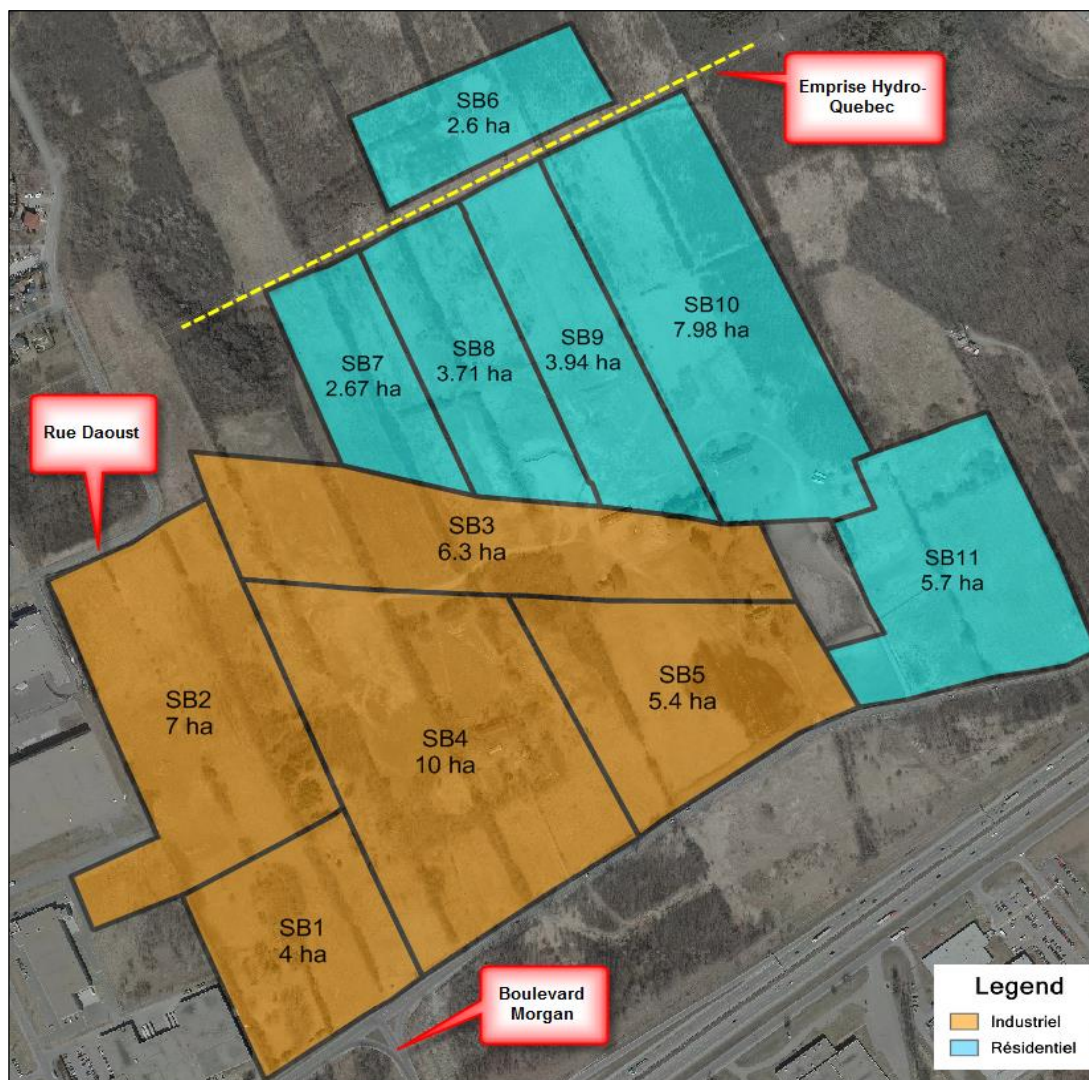 SB6
2.6 ha
Emprise Hydro-
Quebec
SB10
7.98 ha
SB9
3.94 ha
SB8
3.71 ha
SB7
2.67 ha
Rue Daoust
SB3
6.3 ha
SB11
5.7 ha
SB2
7 ha
SB5
5.4 ha
SB4
10 ha
SB1
4 ha
Boulevard
Morgan
Legend
Industriel
Résidentiel